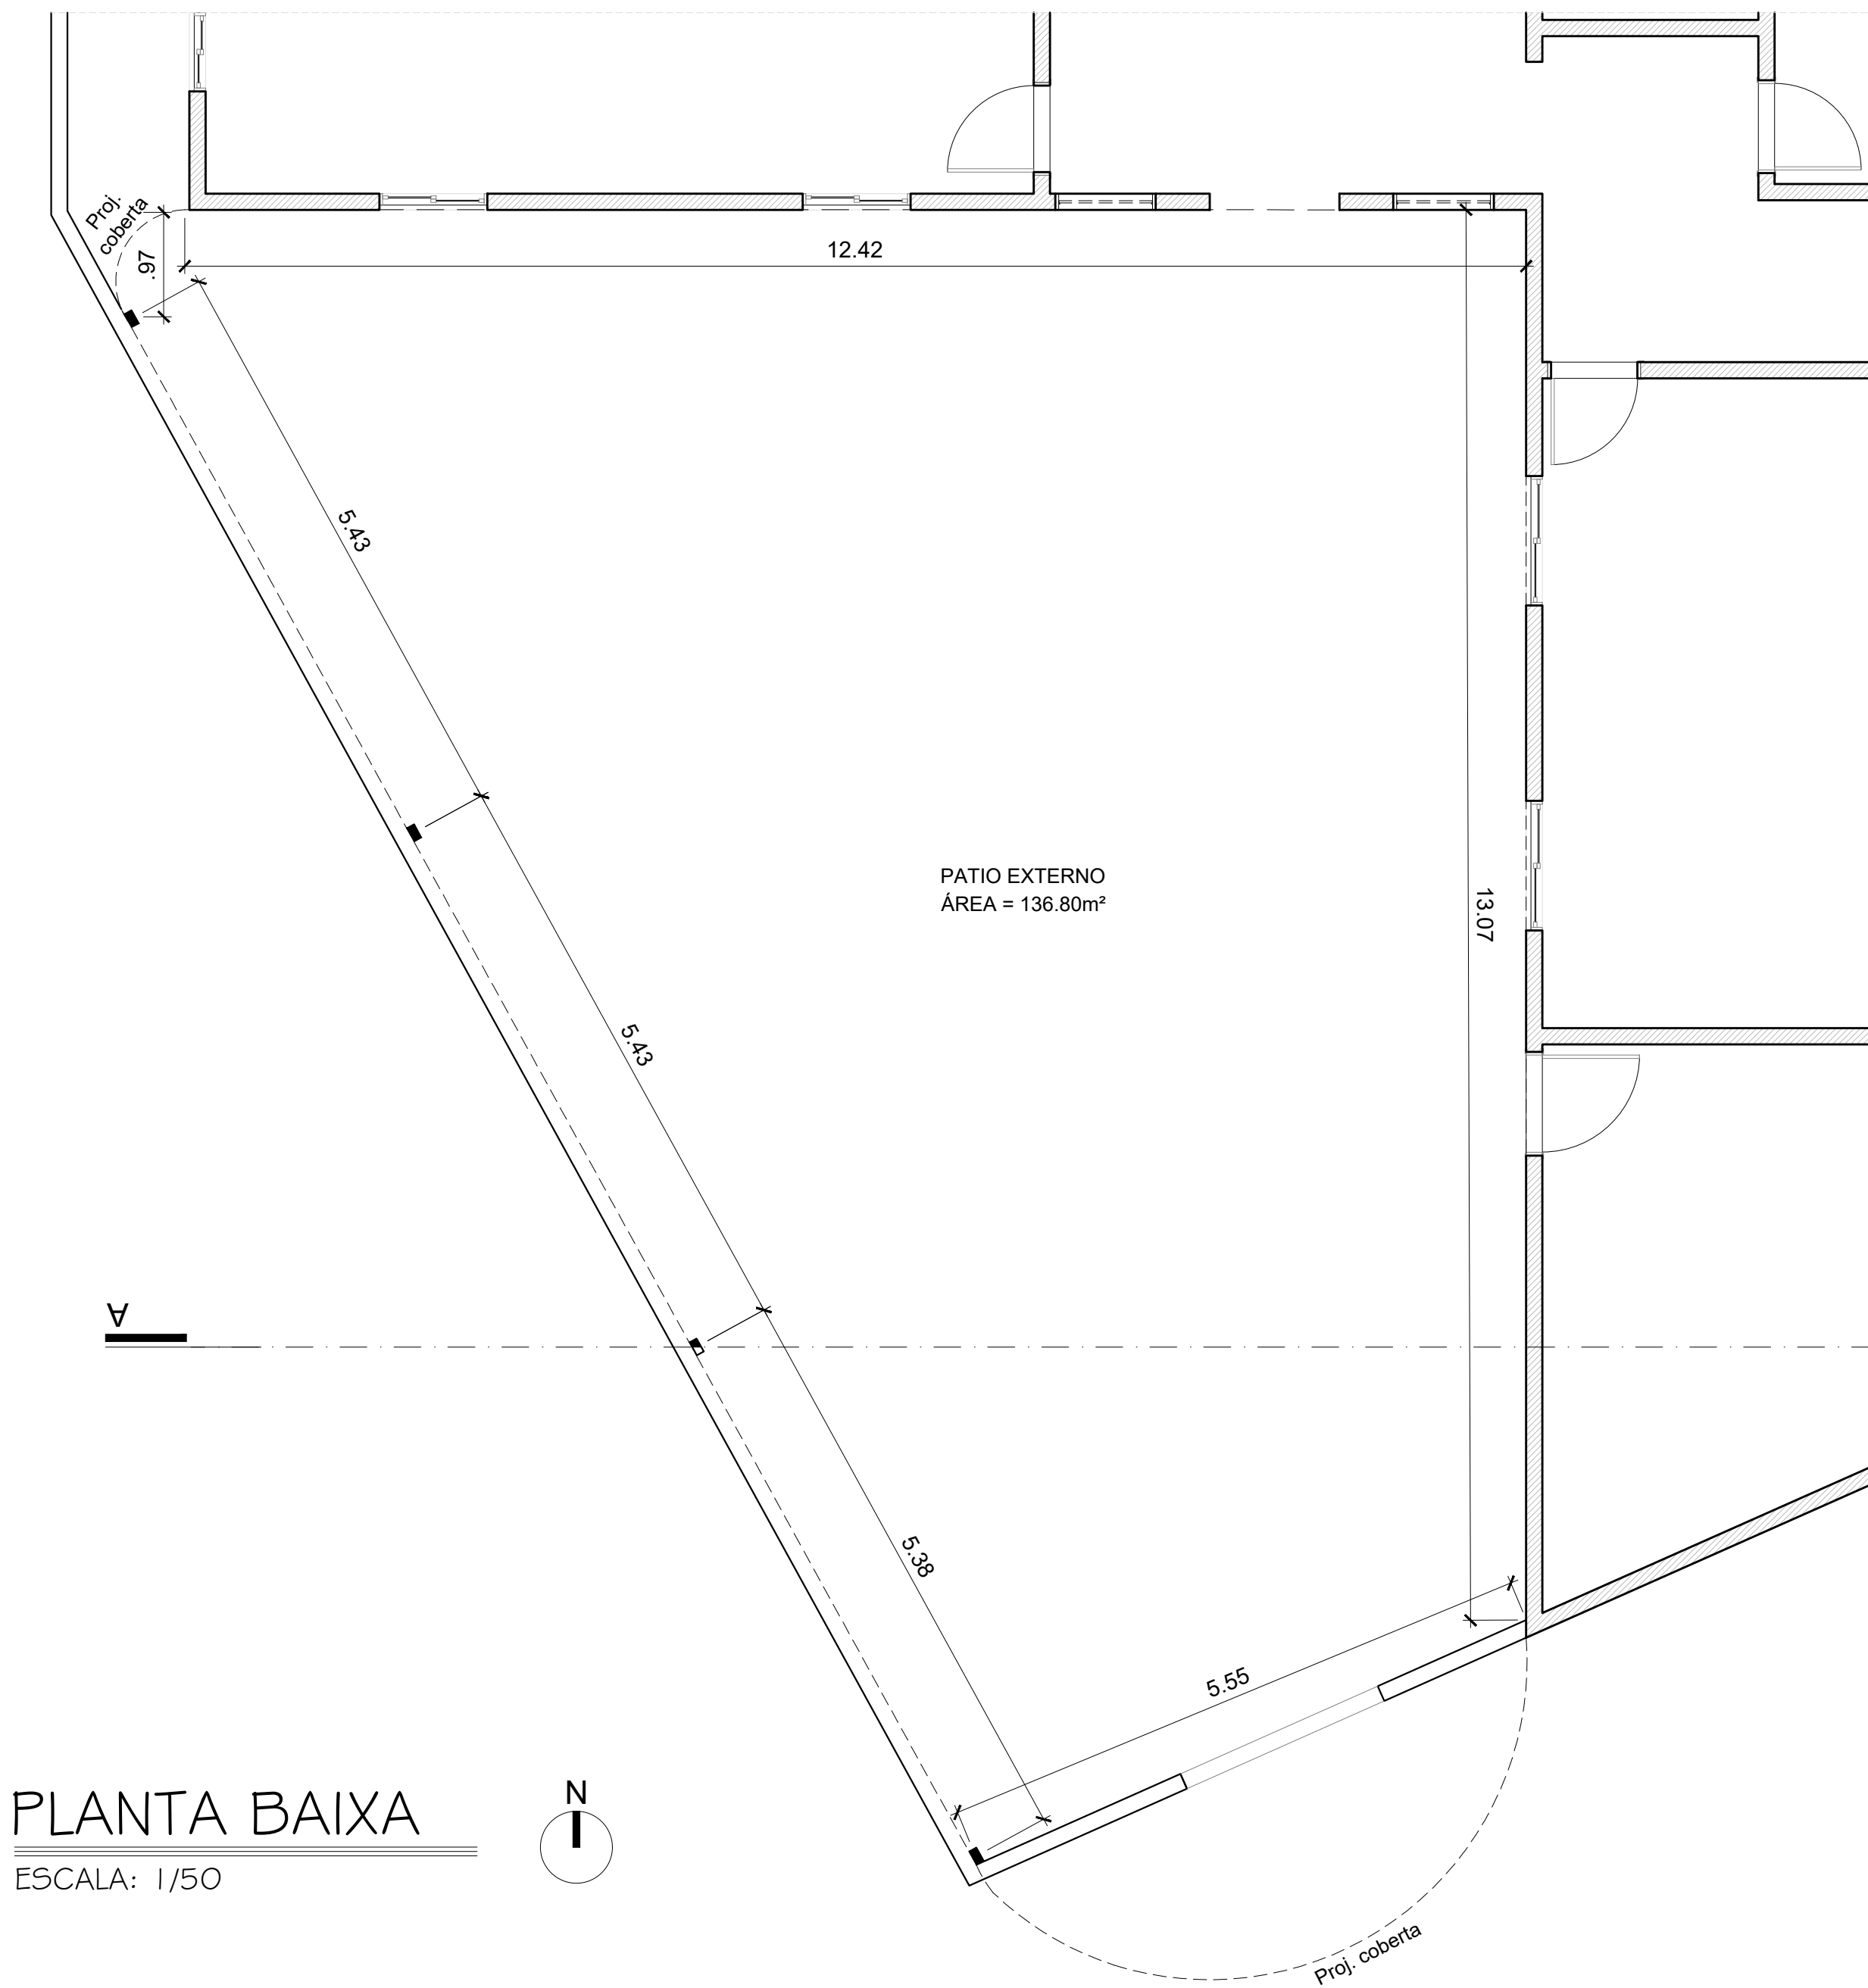 Proj.
coberta
.97
12.42
5.43
PATIO EXTERNO
ÁREA = 136.80m²
13.07
5.43
A
5.38
5.55
PLANTA BAIXA
ESCALA: 1/50
N
Proj. coberta